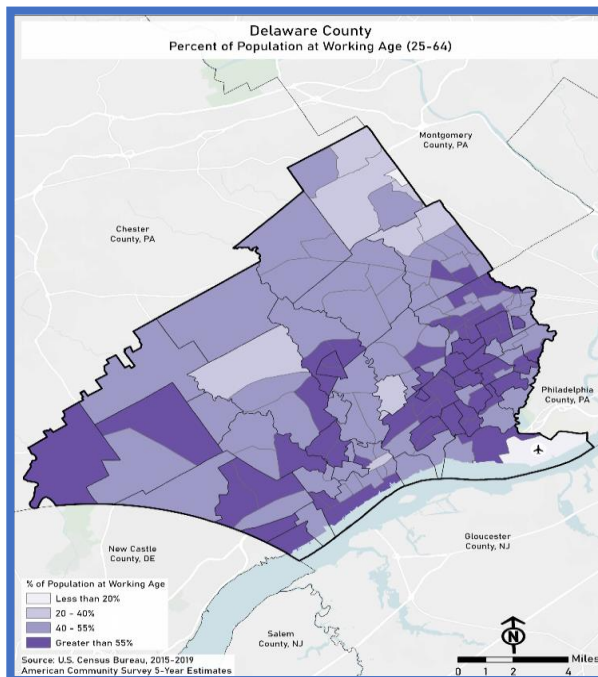 Delaware County
Percent of Population at Working Age (25-64)
Montgomery
County, PA
Chester
County, PA
Philadelphia
County, PA
New Castle
County, DE
Gloucester
County, NJ
Salem
County, NJ
% of Population at Working Age
Less than 20%
20 - 40%
40 - 55%
Greater than 55%
Source: U.S. Census Bureau, 2015-2019
American Community Survey 5-Year Estimates
N
Miles
0 1 2 4